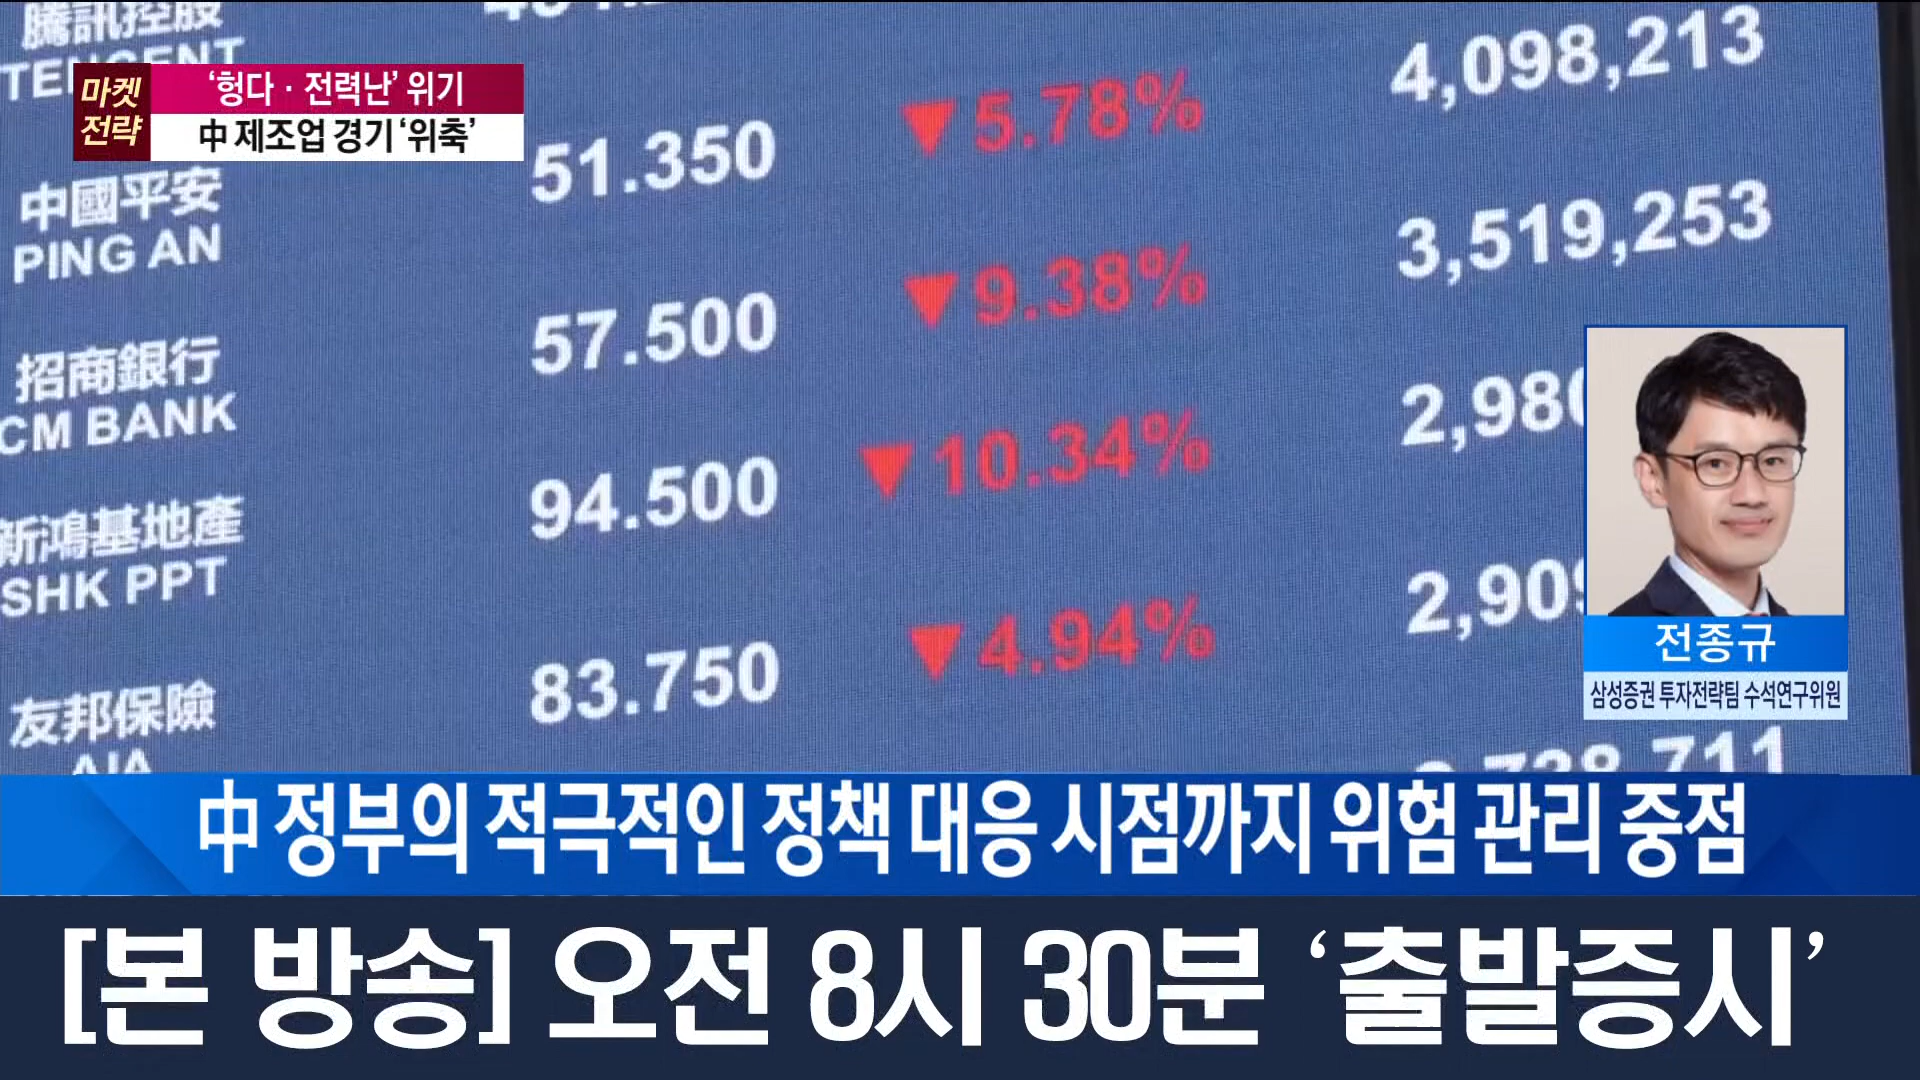 騰訊控股
TENCENT
4,098,213
마켓
전략
‘헝다 · 전력난’ 위기
中 제조업 경기 ‘위축’
中國平安
PING AN
51.350
▼5.78%
3,519,253
招商銀行
CM BANK
57.500
▼9.38%
2,980
新鴻基地產
SHK PPT
94.500
▼10.34%
2,909
友邦保險
AIA
83.750
▼4.94%
전종규
삼성증권 투자전략팀 수석연구위원
中 정부의 적극적인 정책 대응 시점까지 위험 관리 중점
[본 방송] 오전 8시 30분 ‘출발증시’